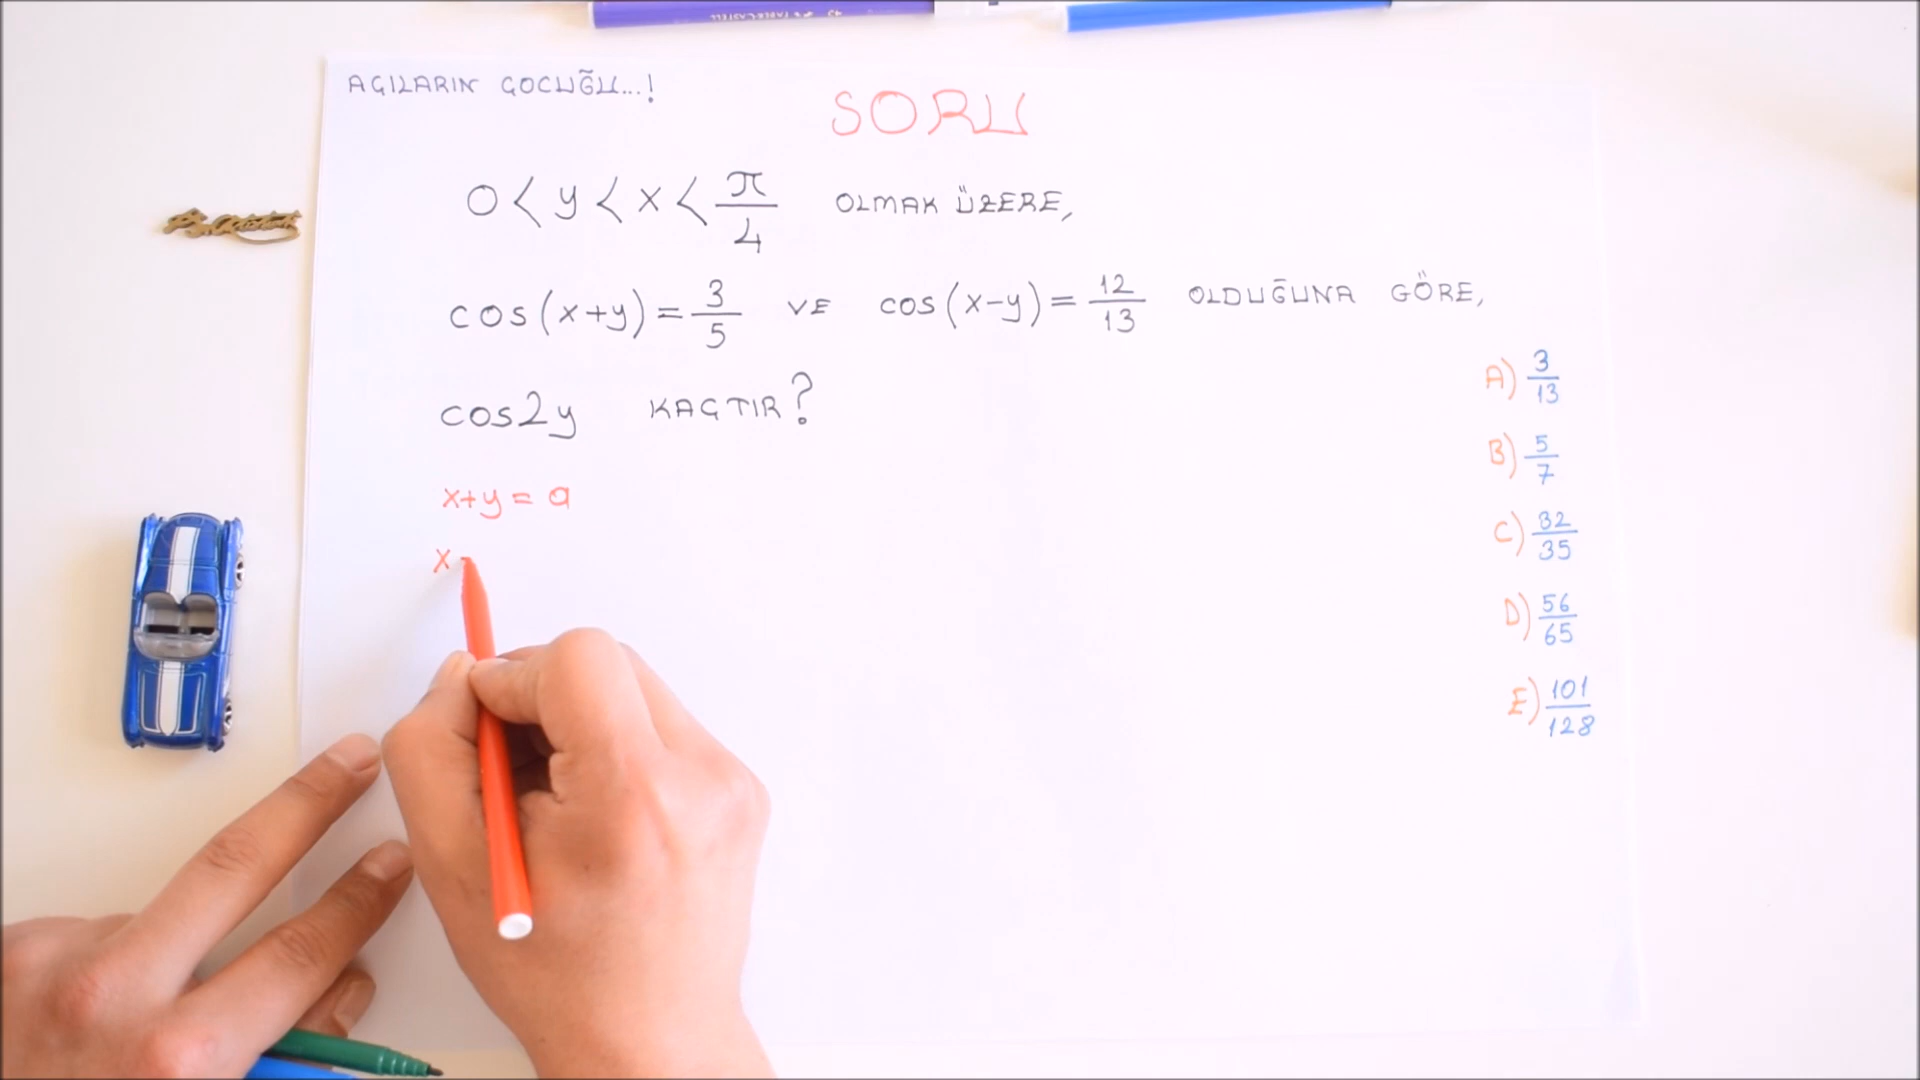 AÇILARIN ÇOCUĞU...!
SORU
0 < y < x < π/4 OLMAK ÜZERE,
cos(x+y) = 3/5 VE cos(x-y) = 12/13 OLDUĞUNA GÖRE,
cos2y KAÇTIR?
A) 3/13
B) 5/7
C) 32/35
D) 56/65
E) 101/128
x+y = a
x -